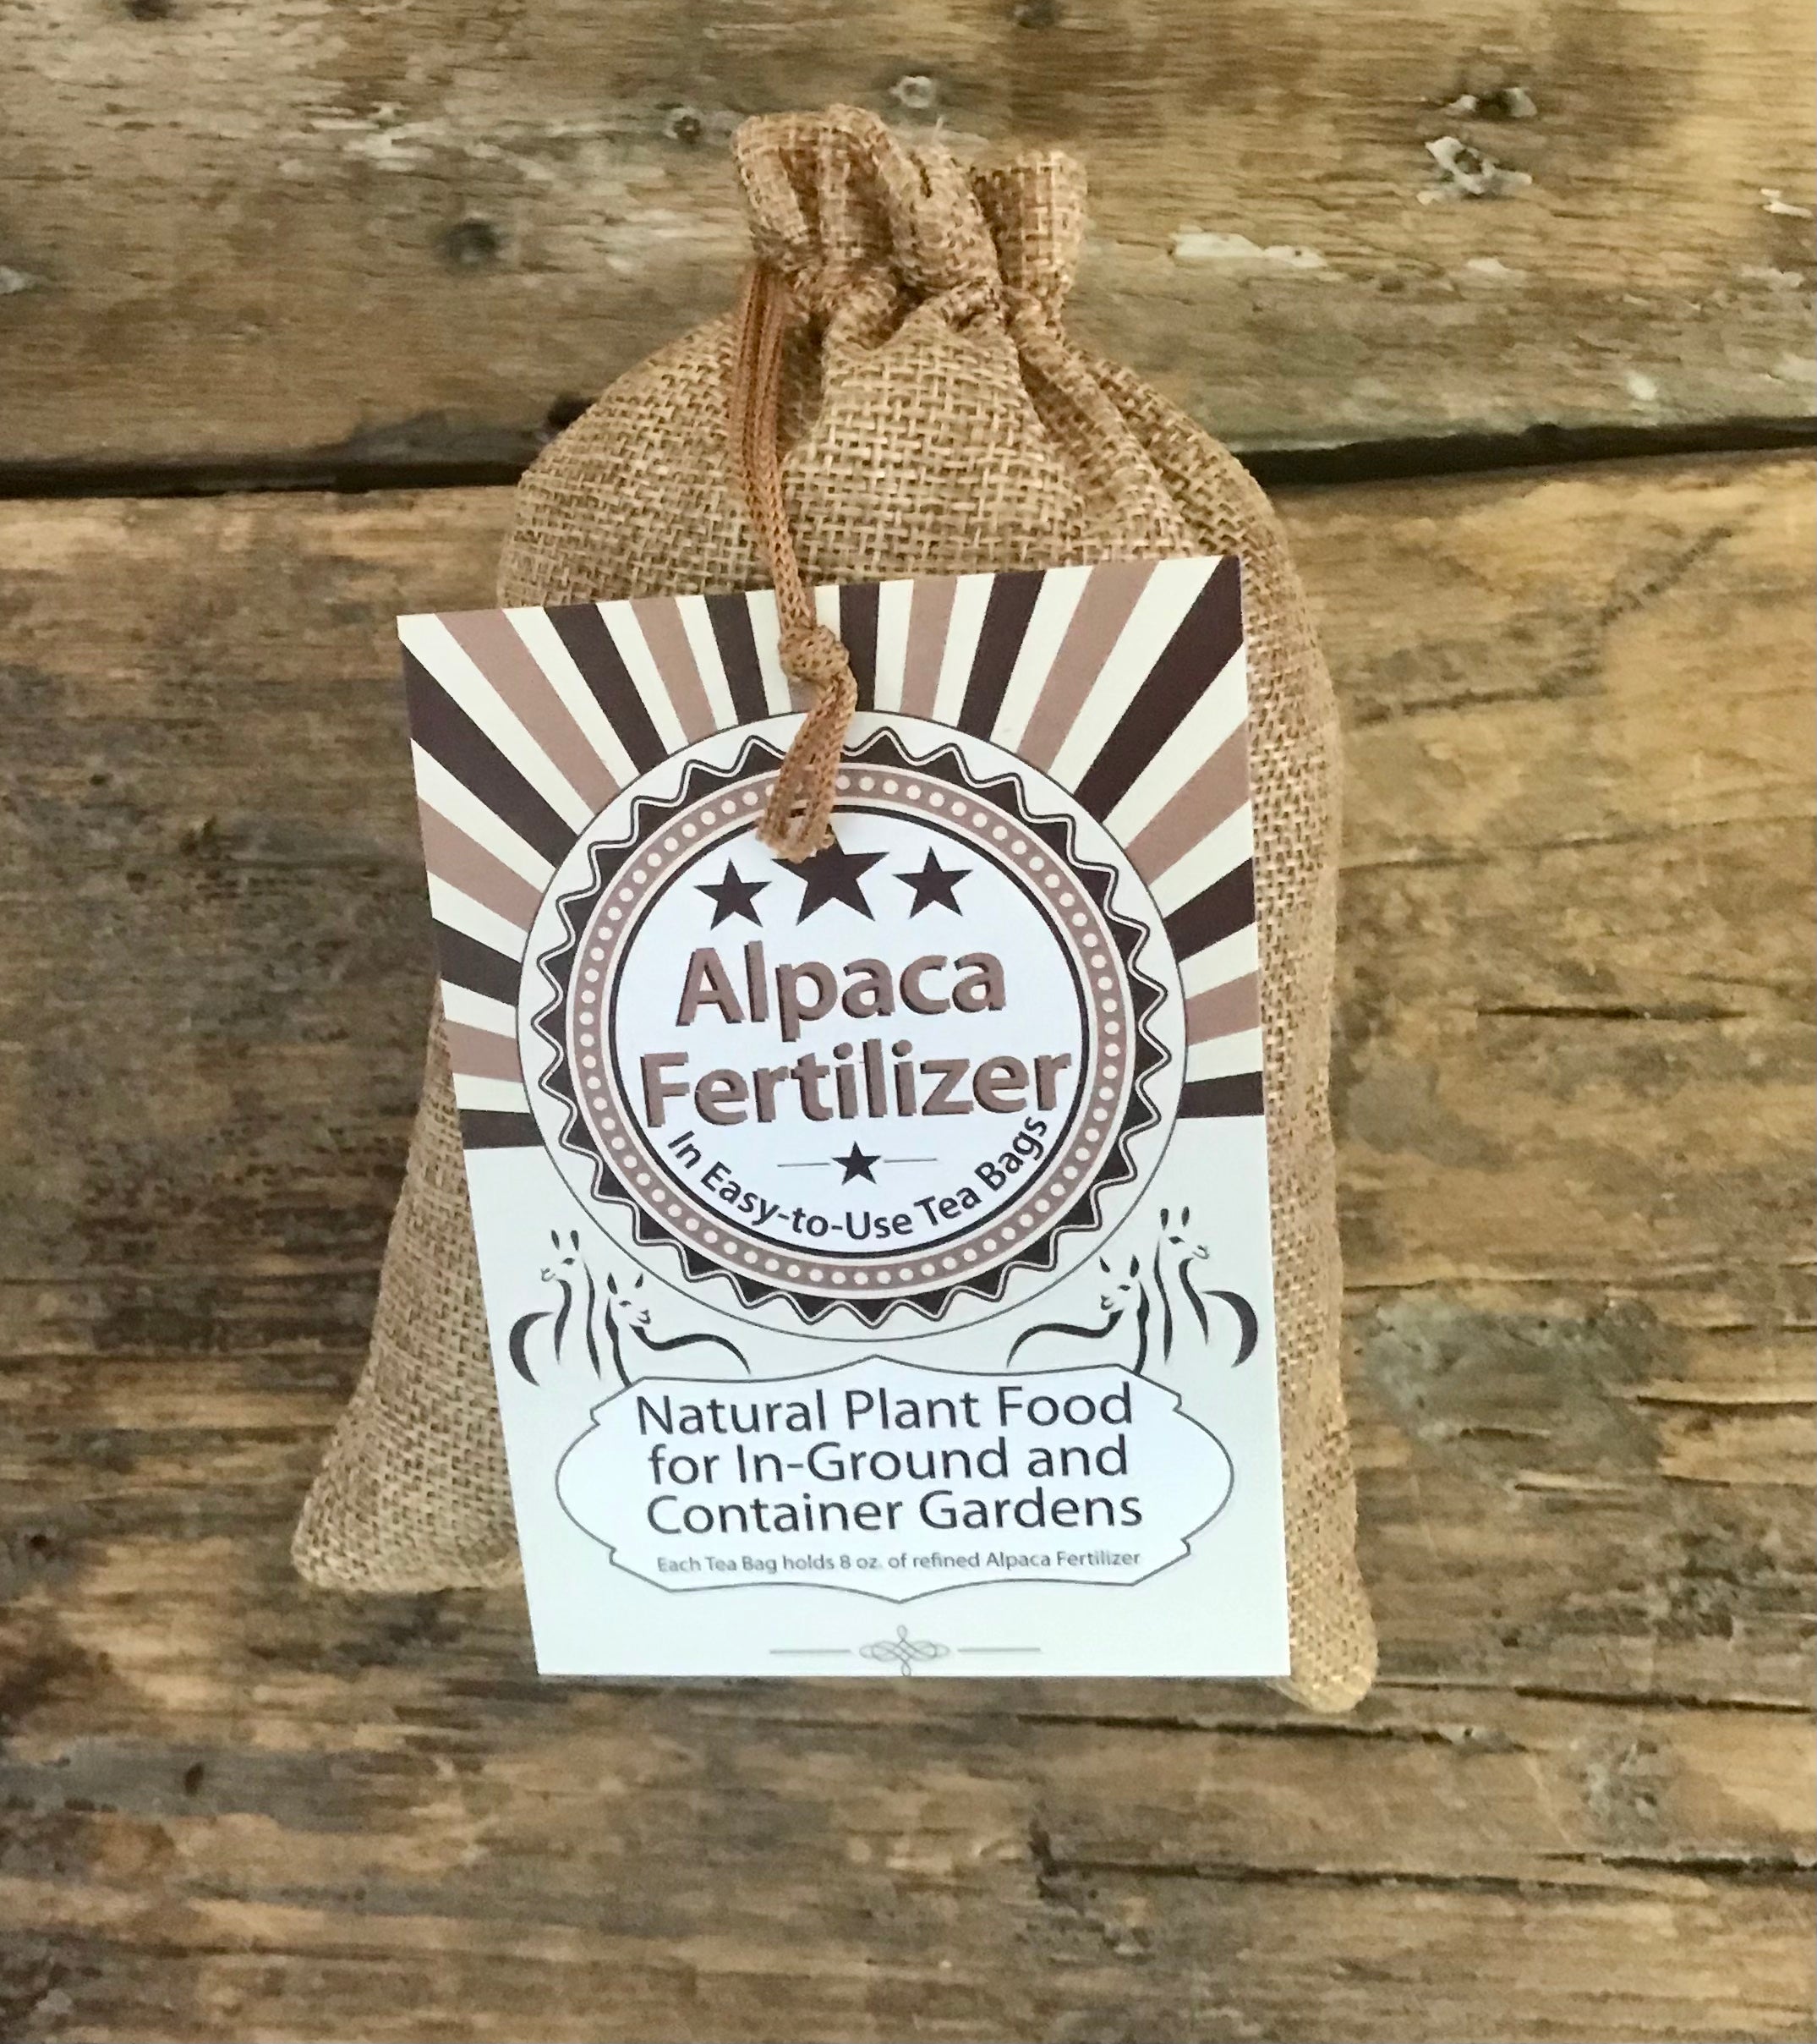 Alpaca
Fertilizer
In Easy-to-Use Tea Bags
Natural Plant Food
for In-Ground and
Container Gardens
Each Tea Bag holds 8 oz. of refined Alpaca Fertilizer